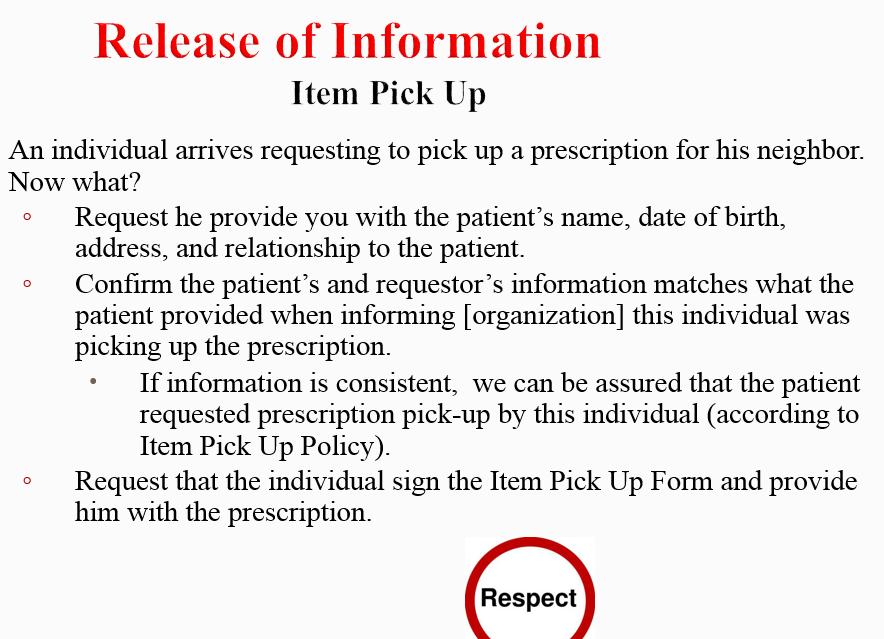 Release of Information
Item Pick Up
An individual arrives requesting to pick up a prescription for his neighbor.
Now what?
Request he provide you with the patient’s name, date of birth,
address, and relationship to the patient.
Confirm the patient’s and requestor’s information matches what the
patient provided when informing [organization] this individual was
picking up the prescription.
If information is consistent,  we can be assured that the patient
requested prescription pick-up by this individual (according to
Item Pick Up Policy).
Request that the individual sign the Item Pick Up Form and provide
him with the prescription.
Respect